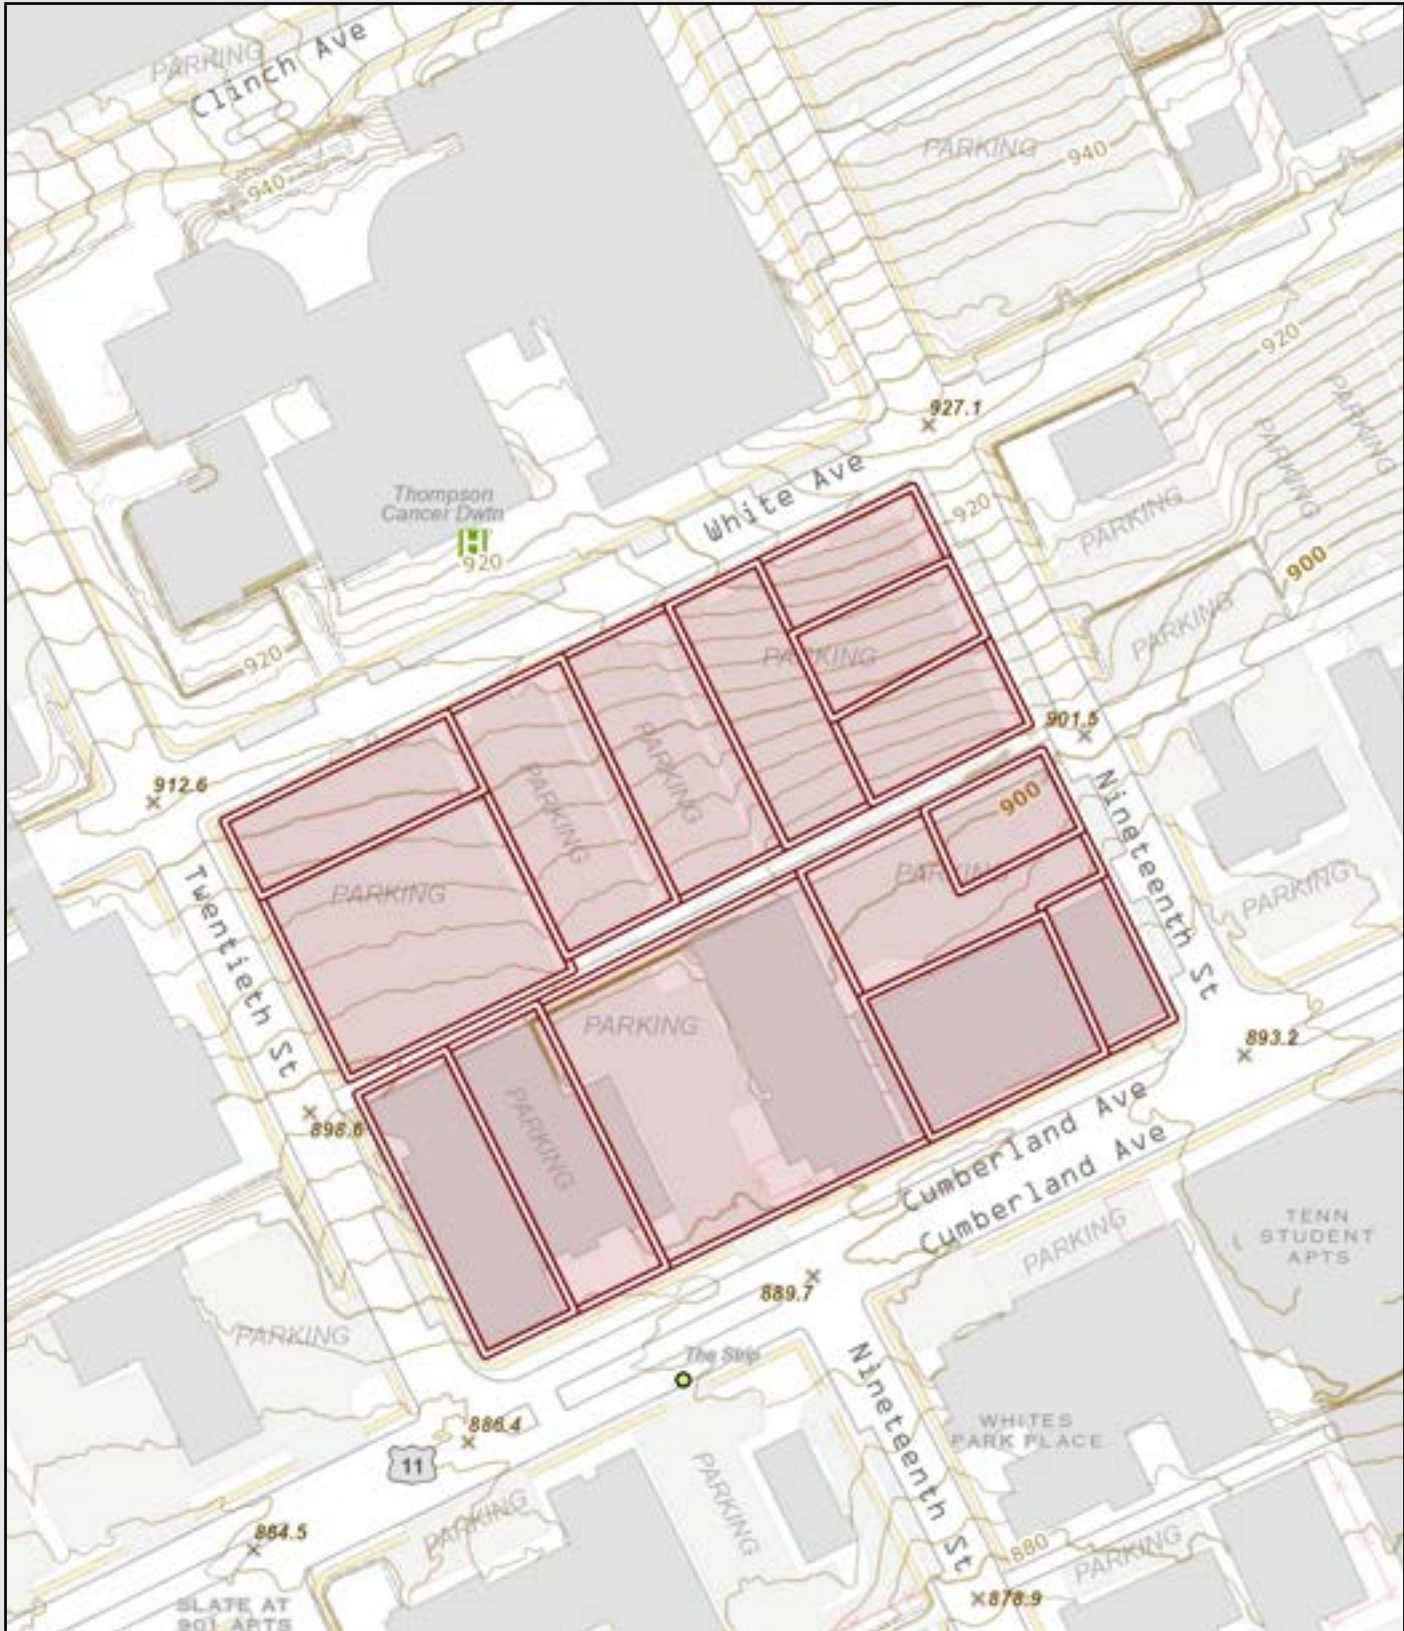 PARKING
Clinch Ave
940
PARKING
940
920
PARKING
927.1
PARKING
White Ave
Thompson
Cancer Dwtn
920
PARKING
920
900
PARKING
920
PARKING
PARKING
901.5
912.6
PARKING
PARKING
900
Nineteenth St
PARKING
PARKING
PARKING
Twentieth St
PARKING
893.2
898.6
PARKING
Cumberland Ave
Cumberland Ave
TENN
STUDENT
APTS
PARKING
889.7
PARKING
The Strip
Nineteenth St
886.4
WHITES
PARK PLACE
11
PARKING
PARKING
884.5
880
PARKING
878.9
SLATE AT
901 APTS